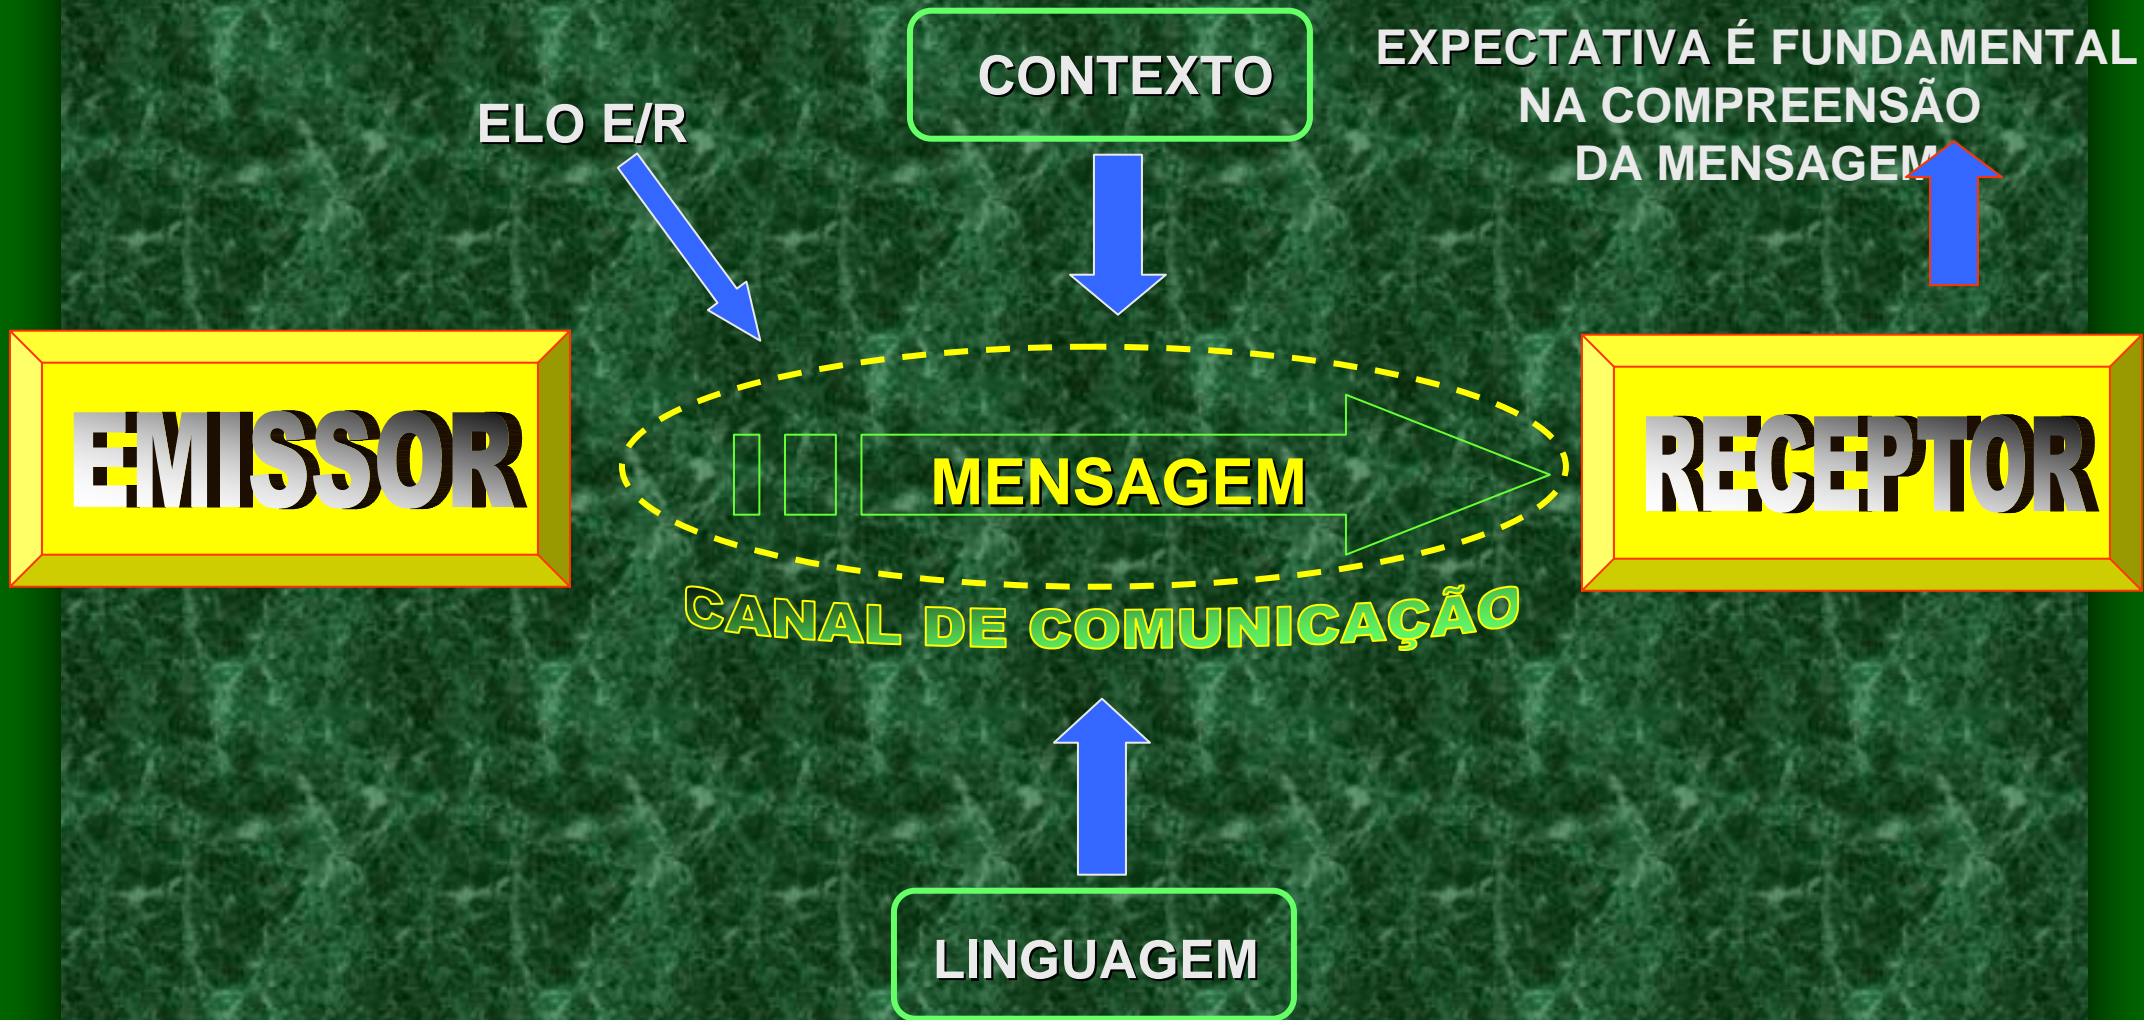 CONTEXTO
EXPECTATIVA É FUNDAMENTAL
NA COMPREENSÃO
DA MENSAGEM
ELO E/R
EMISSOR
MENSAGEM
RECEPTOR
CANAL DE COMUNICAÇÃO
LINGUAGEM